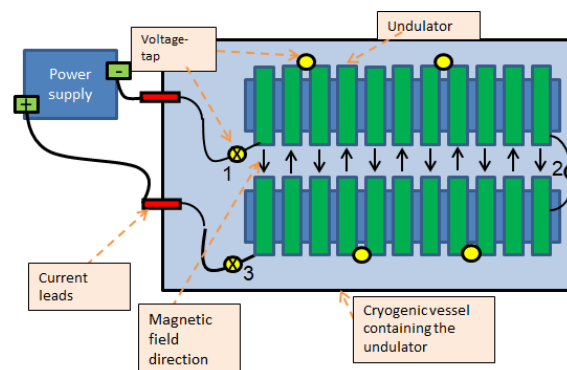 Voltage-
tap
Undulator
Power
supply
-
+
1
2
3
Current
leads
Magnetic
field
direction
Cryogenic vessel
containing the
undulator